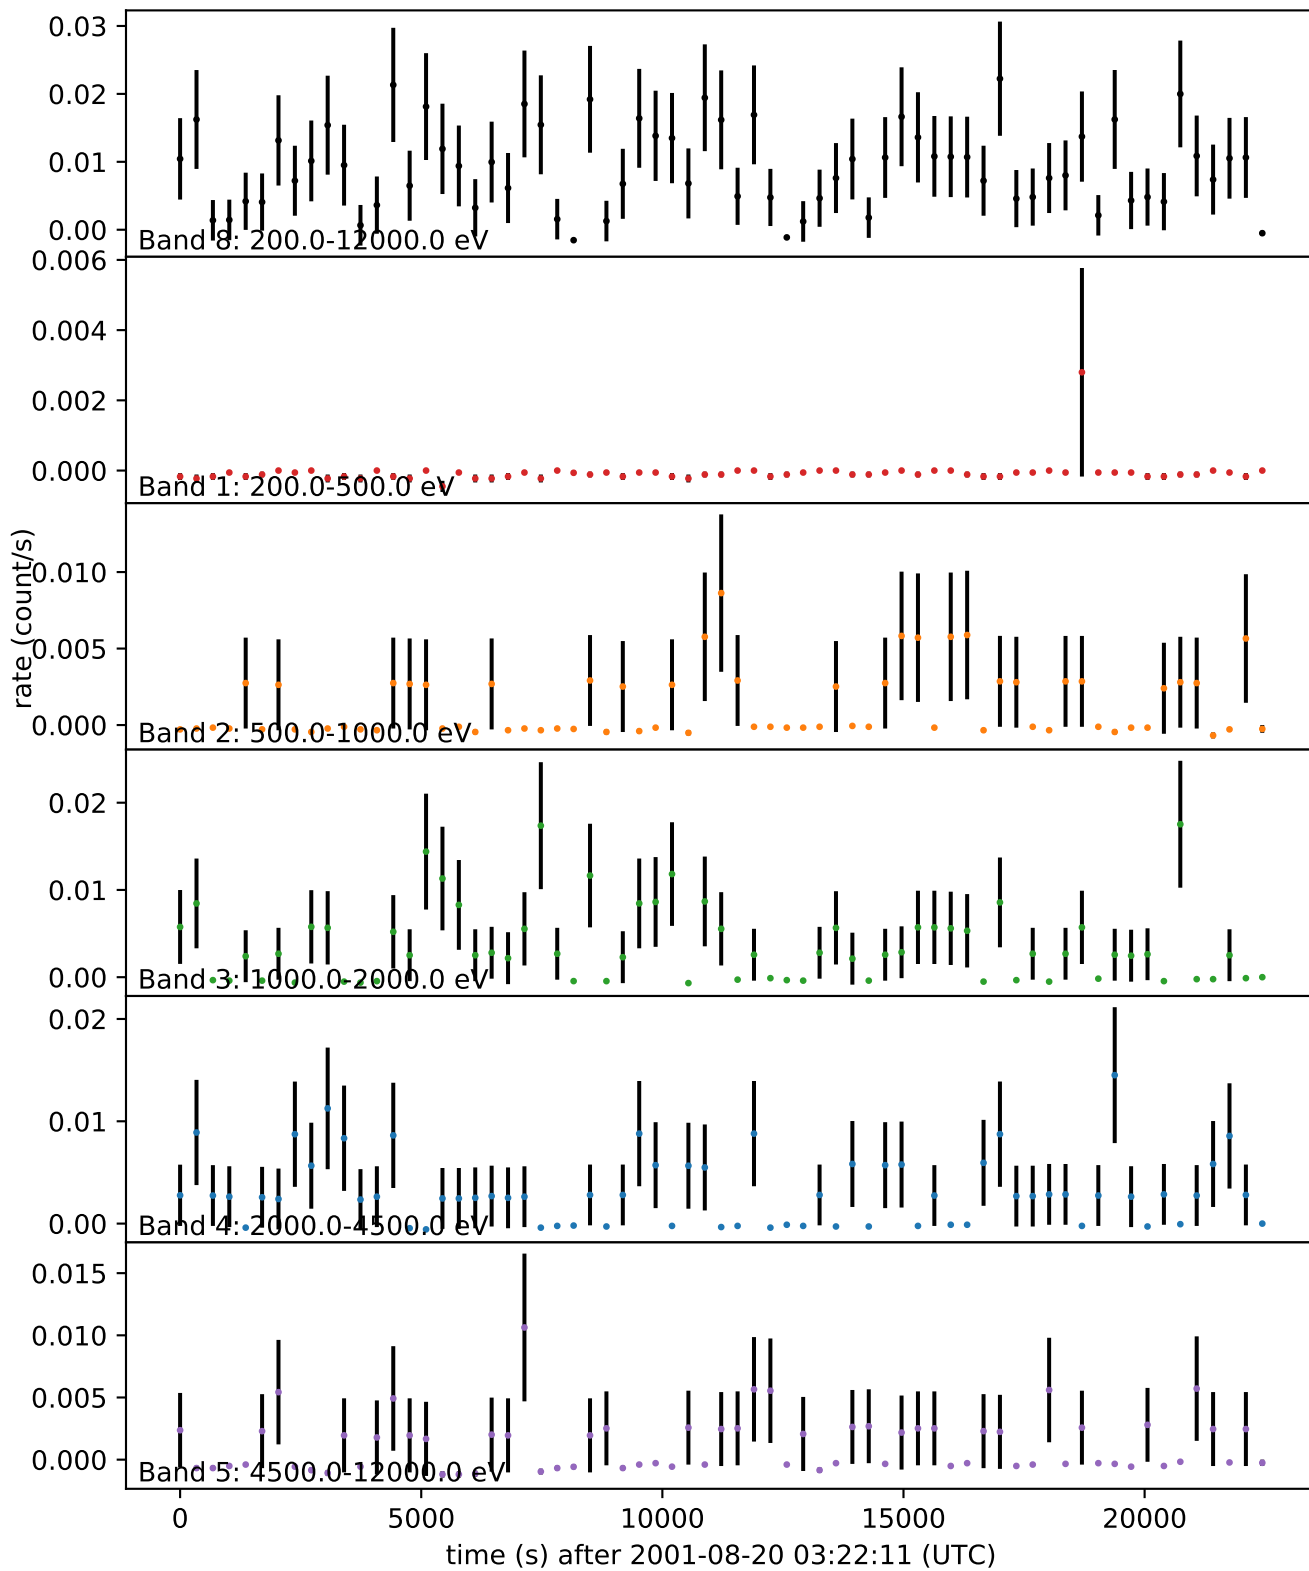 0.03
0.02
0.01
0.00
Band 8: 200.0-12000.0 eV
0.006
0.004
0.002
0.000
Band 1: 200.0-500.0 eV
rate (count/s)
0.010
0.005
0.000
Band 2: 500.0-1000.0 eV
0.02
0.01
0.00
Band 3: 1000.0-2000.0 eV
0.02
0.01
0.00
Band 4: 2000.0-4500.0 eV
0.015
0.010
0.005
0.000
Band 5: 4500.0-12000.0 eV
0 5000 10000 15000 20000
time (s) after 2001-08-20 03:22:11 (UTC)